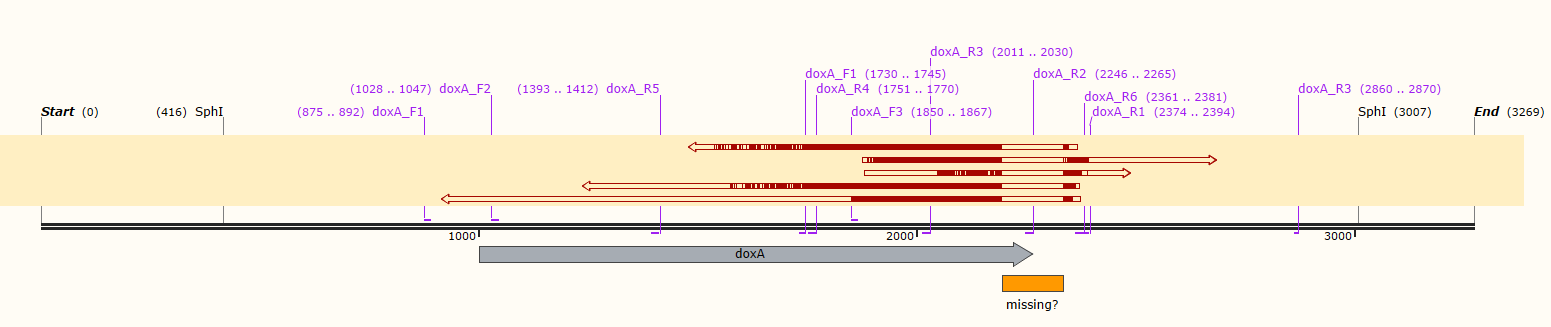 doxA_R3 (2011 .. 2030)
doxA_F1 (1730 .. 1745) doxA_R2 (2246 .. 2265)
(1028 .. 1047) doxA_F2 (1393 .. 1412) doxA_R5 doxA_R4 (1751 .. 1770) doxA_R3 (2860 .. 2870)
doxA_R6 (2361 .. 2381)
Start (0) (416) SphI (875 .. 892) doxA_F1 doxA_F3 (1850 .. 1867) doxA_R1 (2374 .. 2394) SphI (3007) End (3269)
1000 2000 3000
doxA
missing?